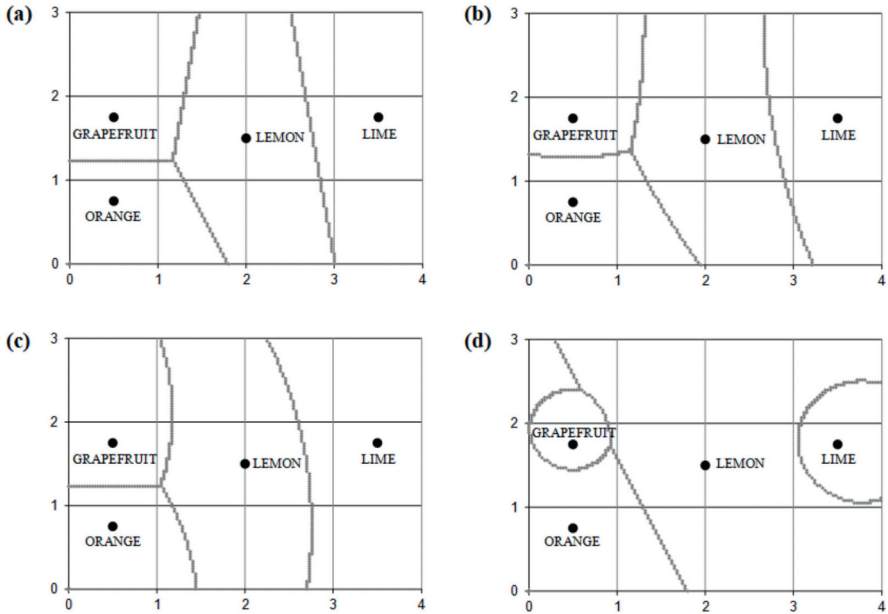 (a)
3
2
1
0
GRAPEFRUIT
LEMON
LIME
ORANGE
0 1 2 3 4
(b)
3
2
1
0
GRAPEFRUIT
LEMON
LIME
ORANGE
0 1 2 3 4
(c)
3
2
1
0
GRAPEFRUIT
LEMON
LIME
ORANGE
0 1 2 3 4
(d)
3
2
1
0
GRAPEFRUIT
LEMON
LIME
ORANGE
0 1 2 3 4